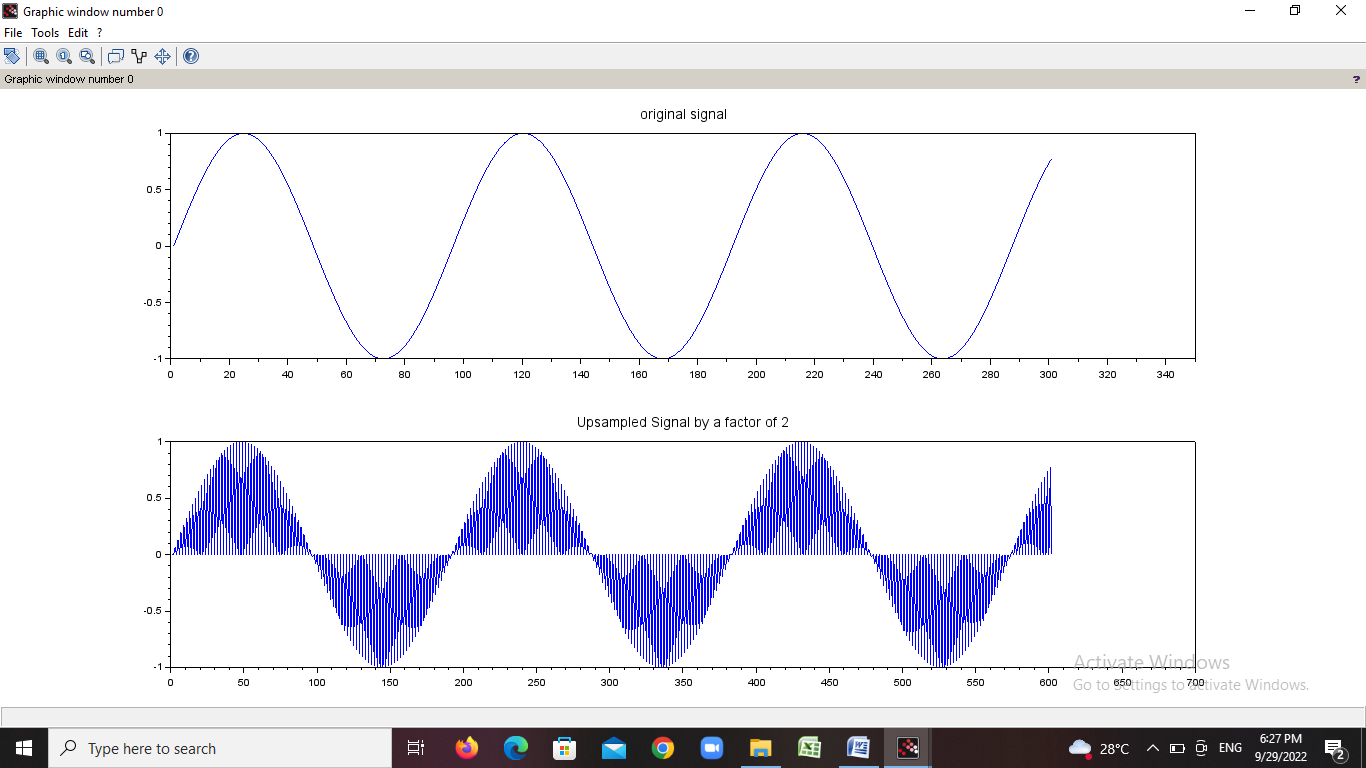 Graphic window number 0
File Tools Edit ?
Graphic window number 0 ?
original signal
1
0.5
0
-0.5
-1
0 20 40 60 80 100 120 140 160 180 200 220 240 260 280 300 320 340
Upsampled Signal by a factor of 2
1
0.5
0
-0.5
-1
0 50 100 150 200 250 300 350 400 450 500 550 600 650 700
Activate Windows
Go to Settings to activate Windows.
Type here to search
28°C ENG
6:27 PM
9/29/2022
2